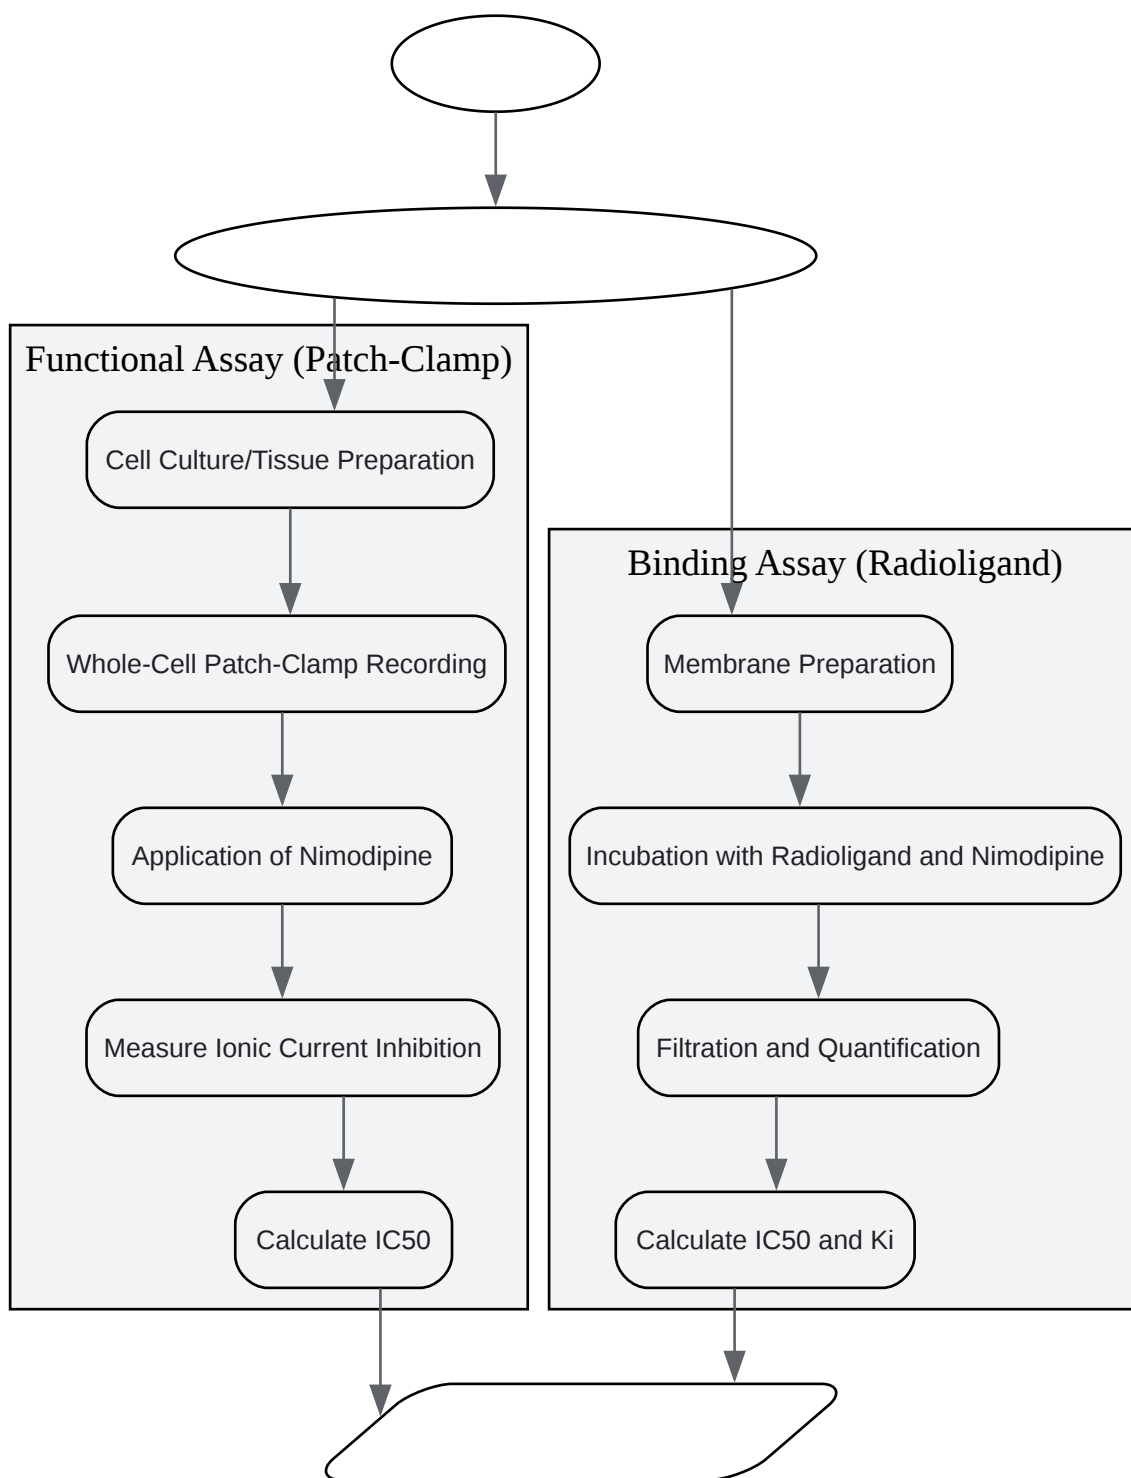 Functional Assay (Patch-Clamp)
Cell Culture/Tissue Preparation
Whole-Cell Patch-Clamp Recording
Application of Nimodipine
Measure Ionic Current Inhibition
Calculate IC50
Binding Assay (Radioligand)
Membrane Preparation
Incubation with Radioligand and Nimodipine
Filtration and Quantification
Calculate IC50 and Ki